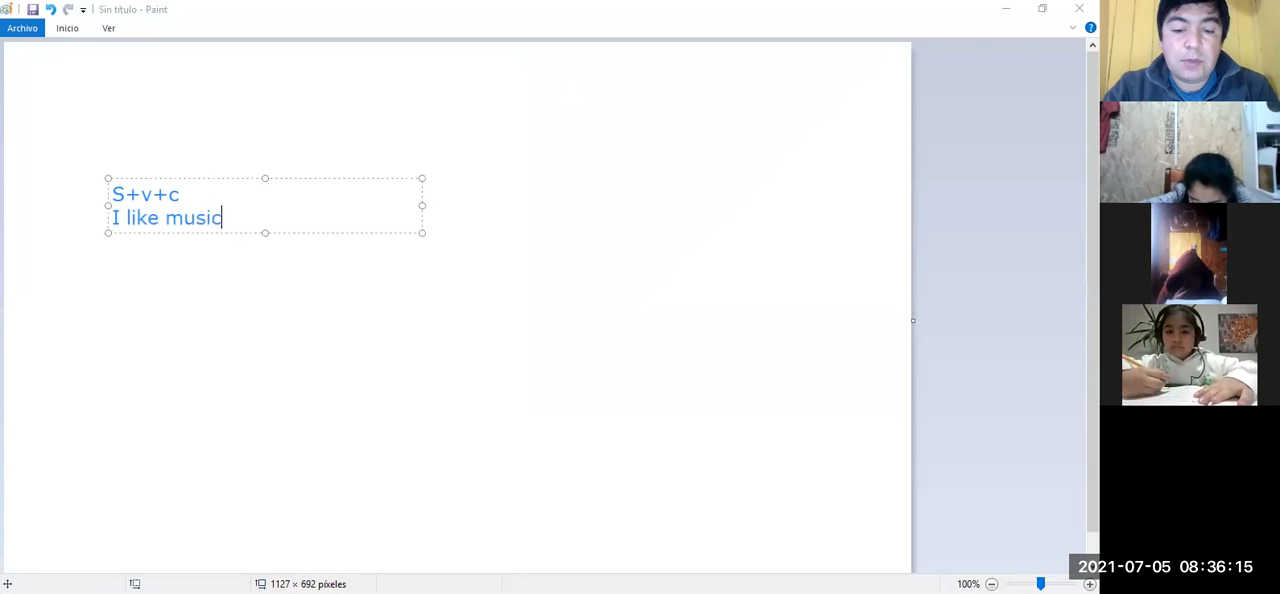 Sin título - Paint
Archivo Inicio Ver
S+v+c
I like music
1127 × 692 píxeles
100%
2021-07-05 08:36:15